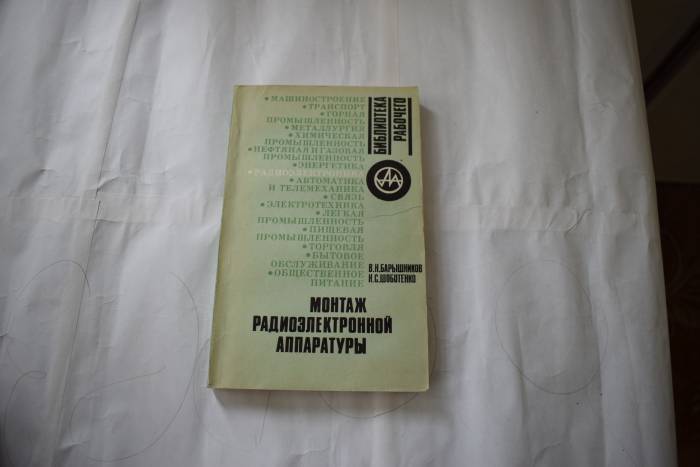 • МАШИНОСТРОЕНИЕ
• ТРАНСПОРТ
• ГОРНАЯ
ПРОМЫШЛЕННОСТЬ
• МЕТАЛЛУРГИЯ
• ХИМИЧЕСКАЯ
ПРОМЫШЛЕННОСТЬ
• НЕФТЯНАЯ И ГАЗОВАЯ
ПРОМЫШЛЕННОСТЬ
• ЭНЕРГЕТИКА
• РАДИОЭЛЕКТРОНИКА
• АВТОМАТИКА
И ТЕЛЕМЕХАНИКА
• СВЯЗЬ
• ЭЛЕКТРОТЕХНИКА
• ЛЕГКАЯ
ПРОМЫШЛЕННОСТЬ
• ПИЩЕВАЯ
ПРОМЫШЛЕННОСТЬ
• ТОРГОВЛЯ
• БЫТОВОЕ
ОБСЛУЖИВАНИЕ
• ОБЩЕСТВЕННОЕ
ПИТАНИЕ
БИБЛИОТЕКА
РАБОЧЕГО
В.Н.БАРЫШНИКОВ
Н.С.ШОБОТЕНКО
МОНТАЖ
РАДИОЭЛЕКТРОННОЙ
АППАРАТУРЫ